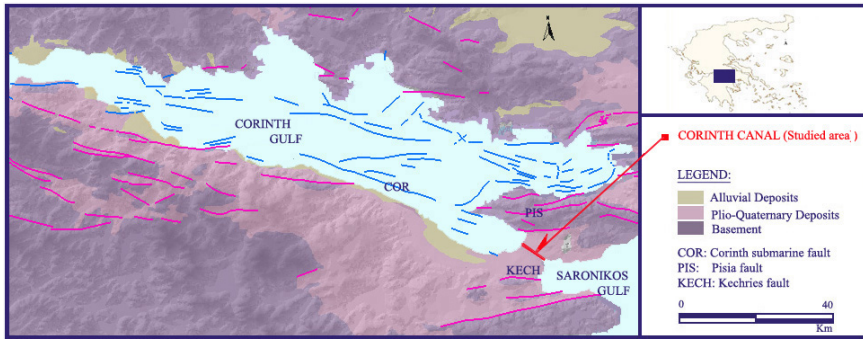 CORINTH
GULF
COR
PIS
KECH
SARONIKOS
GULF
CORINTH CANAL (Studied area )
LEGEND:
Alluvial Deposits
Plio-Quaternary Deposits
Basement
COR: Corinth submarine fault
PIS: Pisia fault
KECH: Kechries fault
0 40
Km